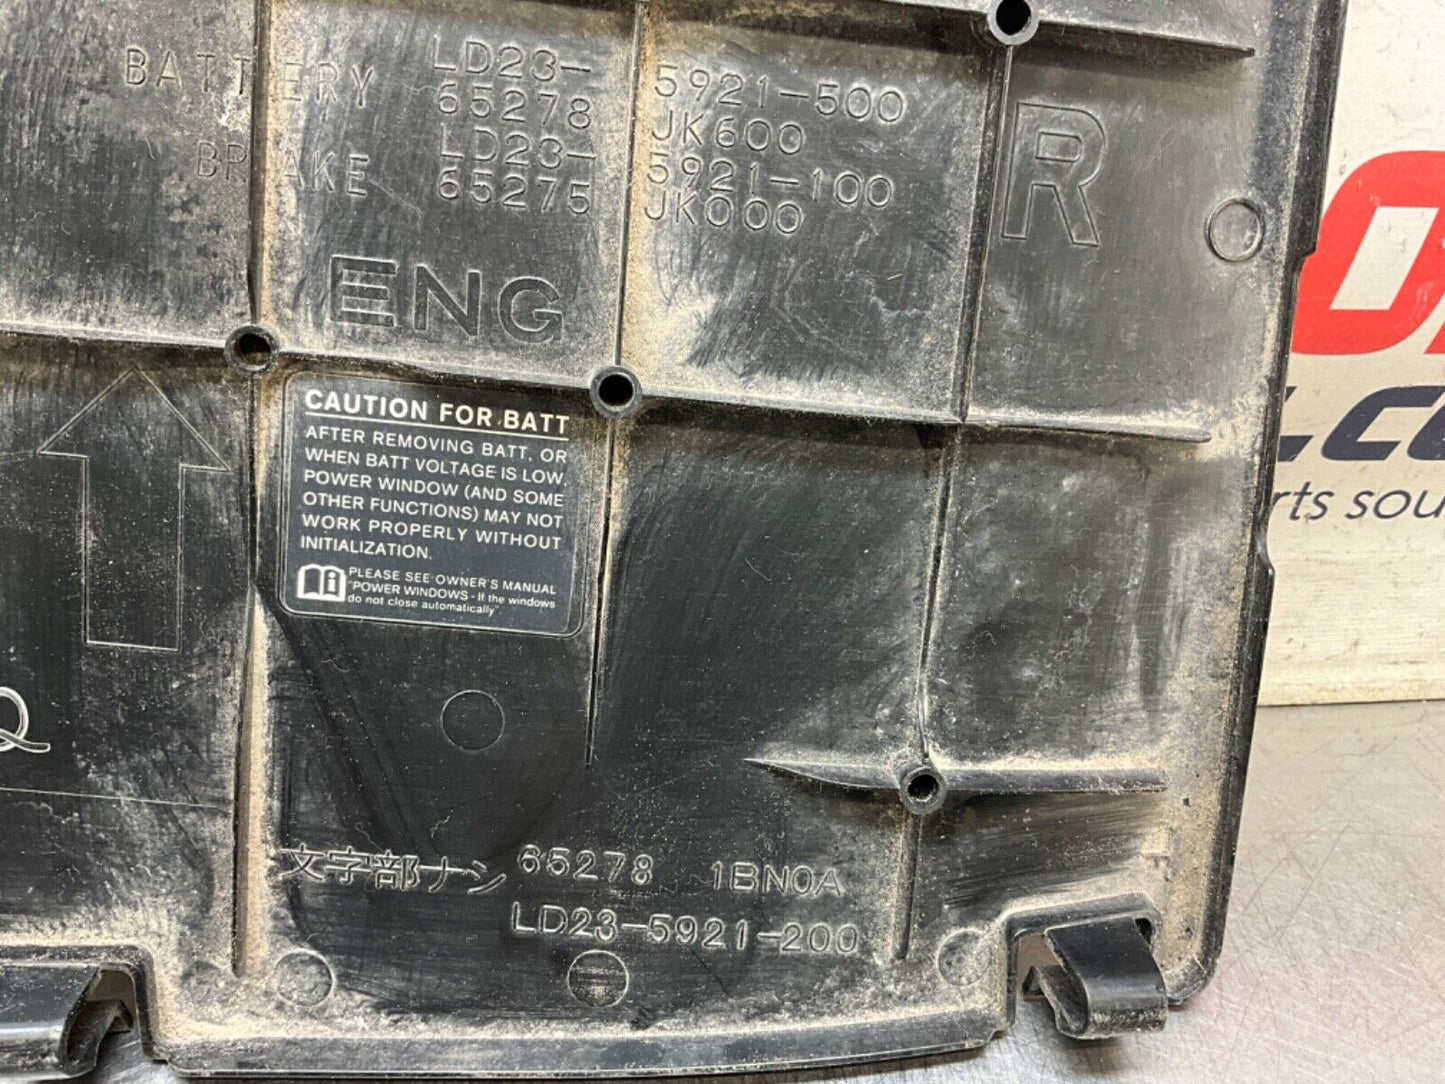 BATTERY LD23-5921-500
65278 JK600
BRAKE LD23-5921-100
65275 JK000
R
ENG
CAUTION FOR BATT
AFTER REMOVING BATT, OR
WHEN BATT VOLTAGE IS LOW,
POWER WINDOW (AND SOME
OTHER FUNCTIONS) MAY NOT
WORK PROPERLY WITHOUT
INITIALIZATION.
PLEASE SEE OWNER'S MANUAL
"POWER WINDOWS - If the windows
do not close automatically"
文字部ナシ 65278 1BN0A
LD23-5921-200